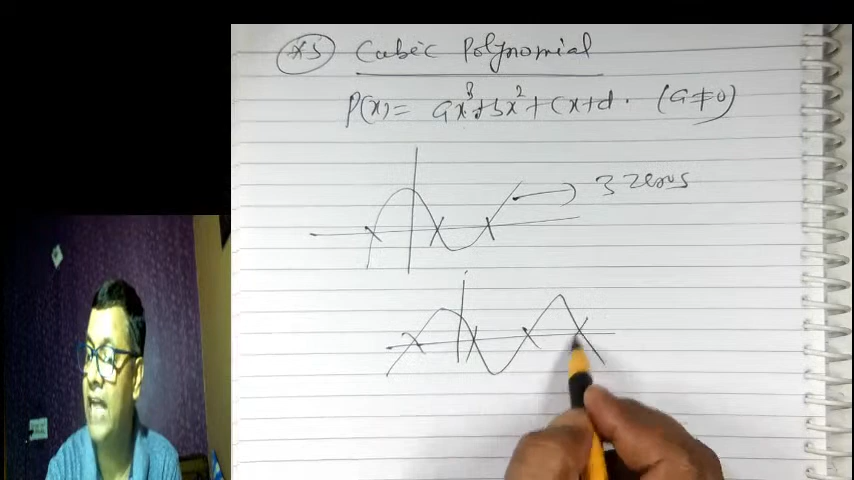 *5 Cubic Polynomial
P(x) = ax³+bx²+cx+d. (a≠0)
3 zeros